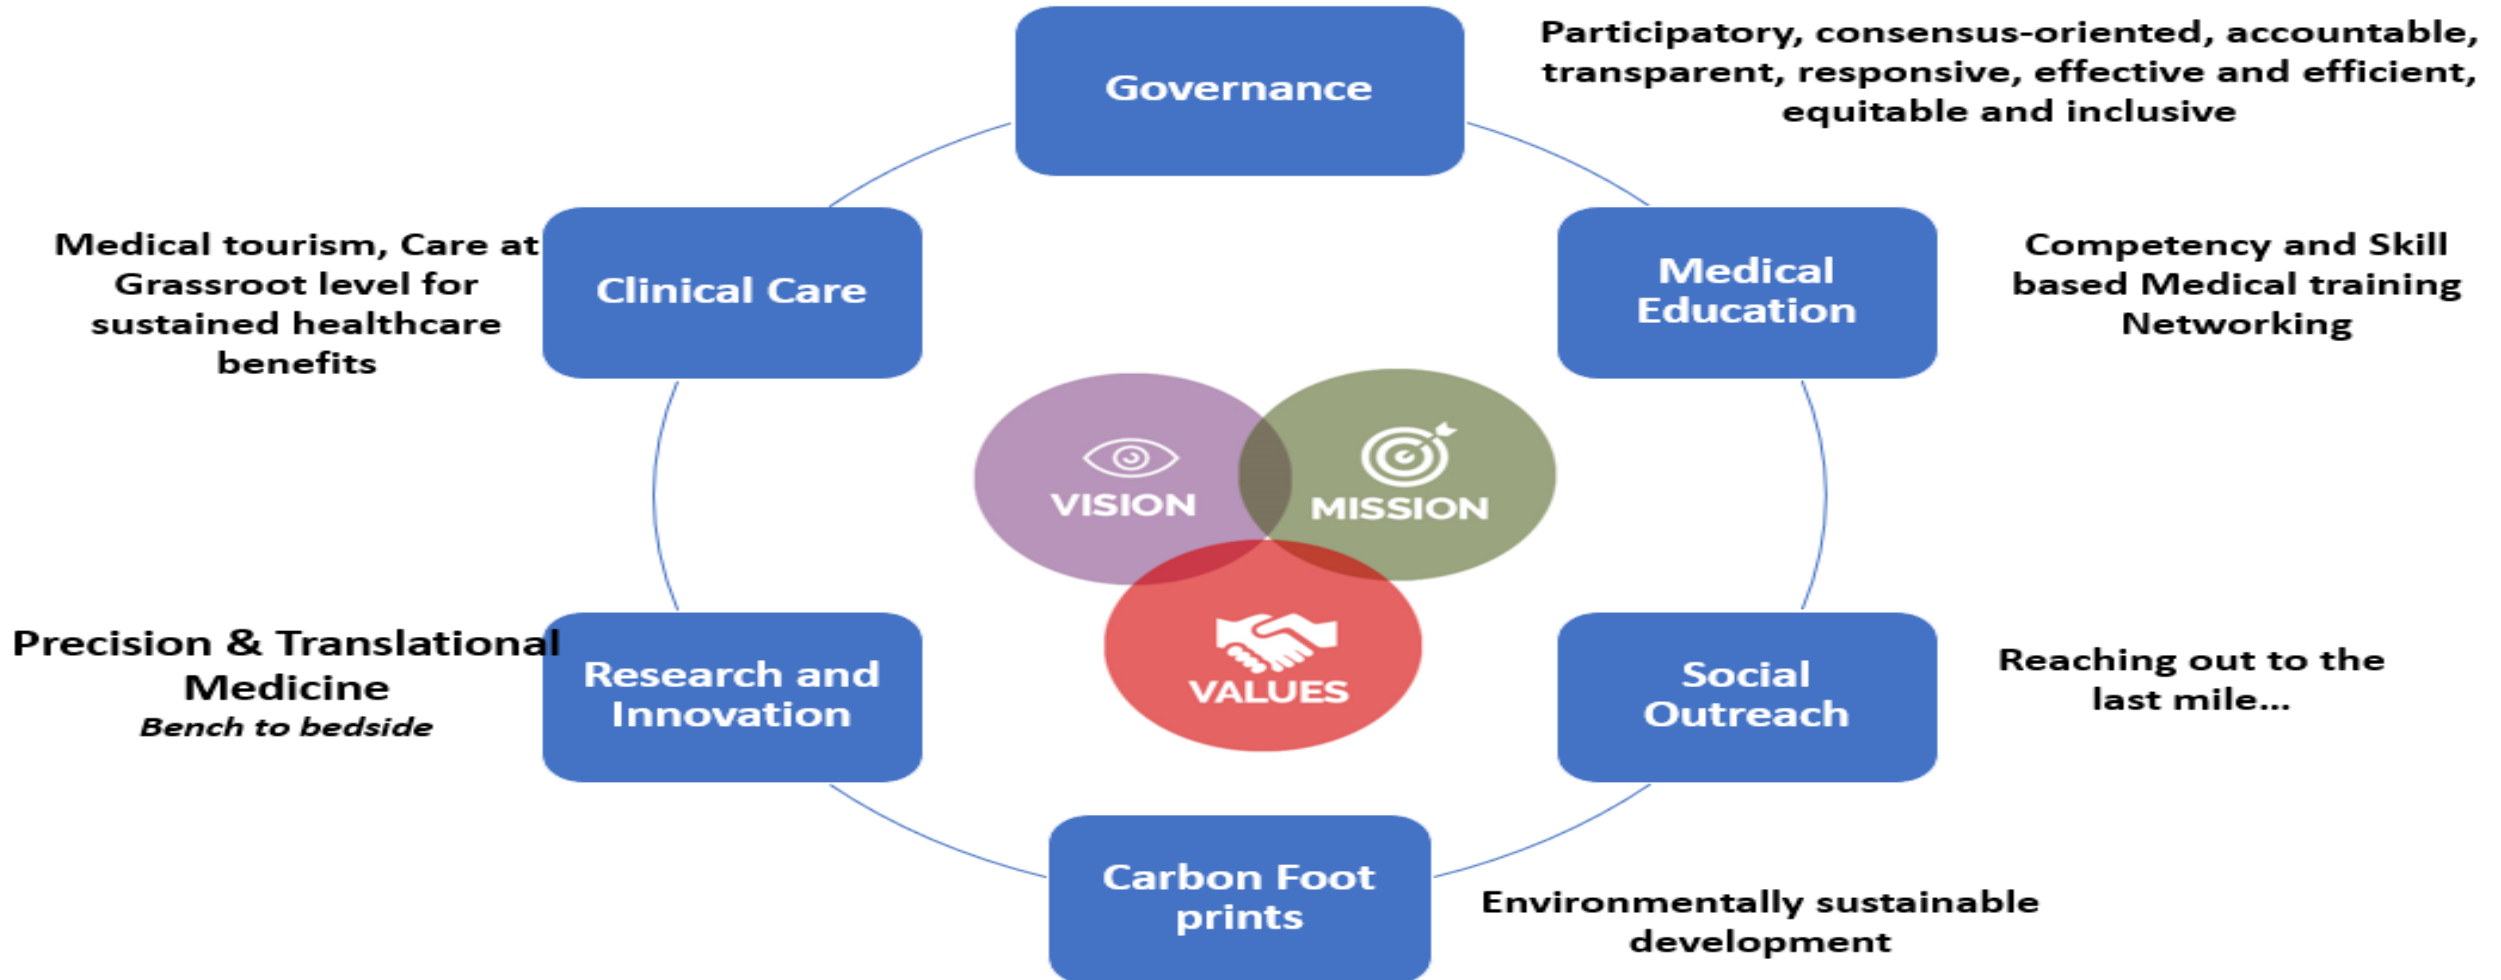 Governance
Participatory, consensus-oriented, accountable,
transparent, responsive, effective and efficient,
equitable and inclusive
Medical tourism, Care at
Grassroot level for
sustained healthcare
benefits
Clinical Care
Medical
Education
Competency and Skill
based Medical training
Networking
VISION
MISSION
VALUES
Precision & Translational
Medicine
Bench to bedside
Research and
Innovation
Social
Outreach
Reaching out to the
last mile...
Carbon Foot
prints
Environmentally sustainable
development